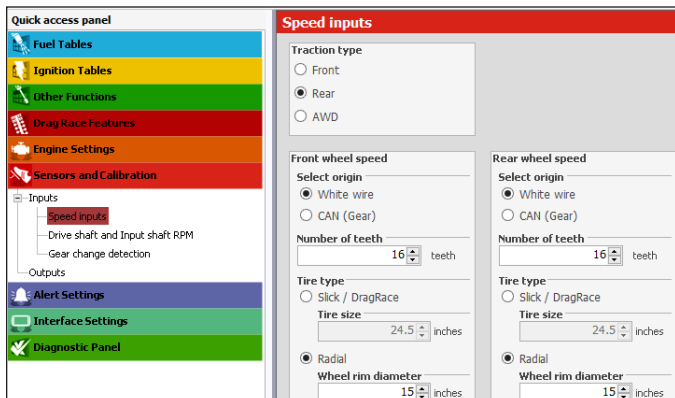 Quick access panel
Fuel Tables
Ignition Tables
Other Functions
Drag Race Features
Engine Settings
Sensors and Calibration
Inputs
Speed inputs
Drive shaft and Input shaft RPM
Gear change detection
Outputs
Alert Settings
Interface Settings
Diagnostic Panel
Speed inputs
Traction type
Front
Rear
AWD
Front wheel speed
Select origin
White wire
CAN (Gear)
Number of teeth
16 teeth
Tire type
Slick / DragRace
Tire size
24.5 inches
Radial
Wheel rim diameter
15 inches
Rear wheel speed
Select origin
White wire
CAN (Gear)
Number of teeth
16 teeth
Tire type
Slick / DragRace
Tire size
24.5 inches
Radial
Wheel rim diameter
15 inches